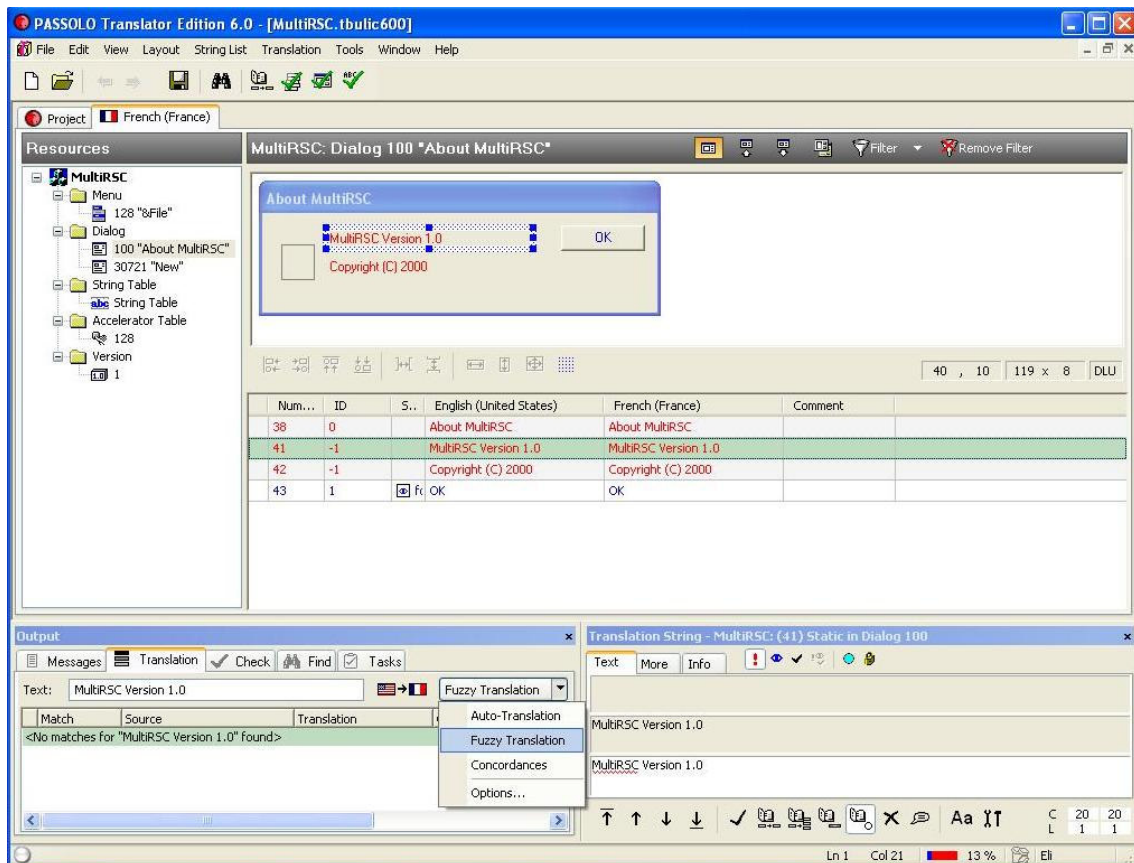 PASSOLO Translator Edition 6.0 - [MultiRSC.tbulic600]
File Edit View Layout String List Translation Tools Window Help
Project French (France)
Resources
MultiRSC
Menu
128 "&File"
Dialog
100 "About MultiRSC"
30721 "New"
String Table
abc String Table
Accelerator Table
128
Version
1.0 1
MultiRSC: Dialog 100 "About MultiRSC" Filter Remove Filter
About MultiRSC
MultiRSC Version 1.0 OK
Copyright (C) 2000
40 , 10 119 x 8 DLU
Num... ID S.. English (United States) French (France) Comment
38 0 About MultiRSC About MultiRSC
41 -1 MultiRSC Version 1.0 MultiRSC Version 1.0
42 -1 Copyright (C) 2000 Copyright (C) 2000
43 1 OK OK
Output
Messages Translation Check Find Tasks
Text: MultiRSC Version 1.0 Fuzzy Translation
Match Source Translation
<No matches for "MultiRSC Version 1.0" found>
Auto-Translation
Fuzzy Translation
Concordances
Options...
Translation String - MultiRSC: (41) Static in Dialog 100
Text More Info
MultiRSC Version 1.0
MultiRSC Version 1.0
Aa C 20 20
L 1 1
Ln 1 Col 21 13 % Eli